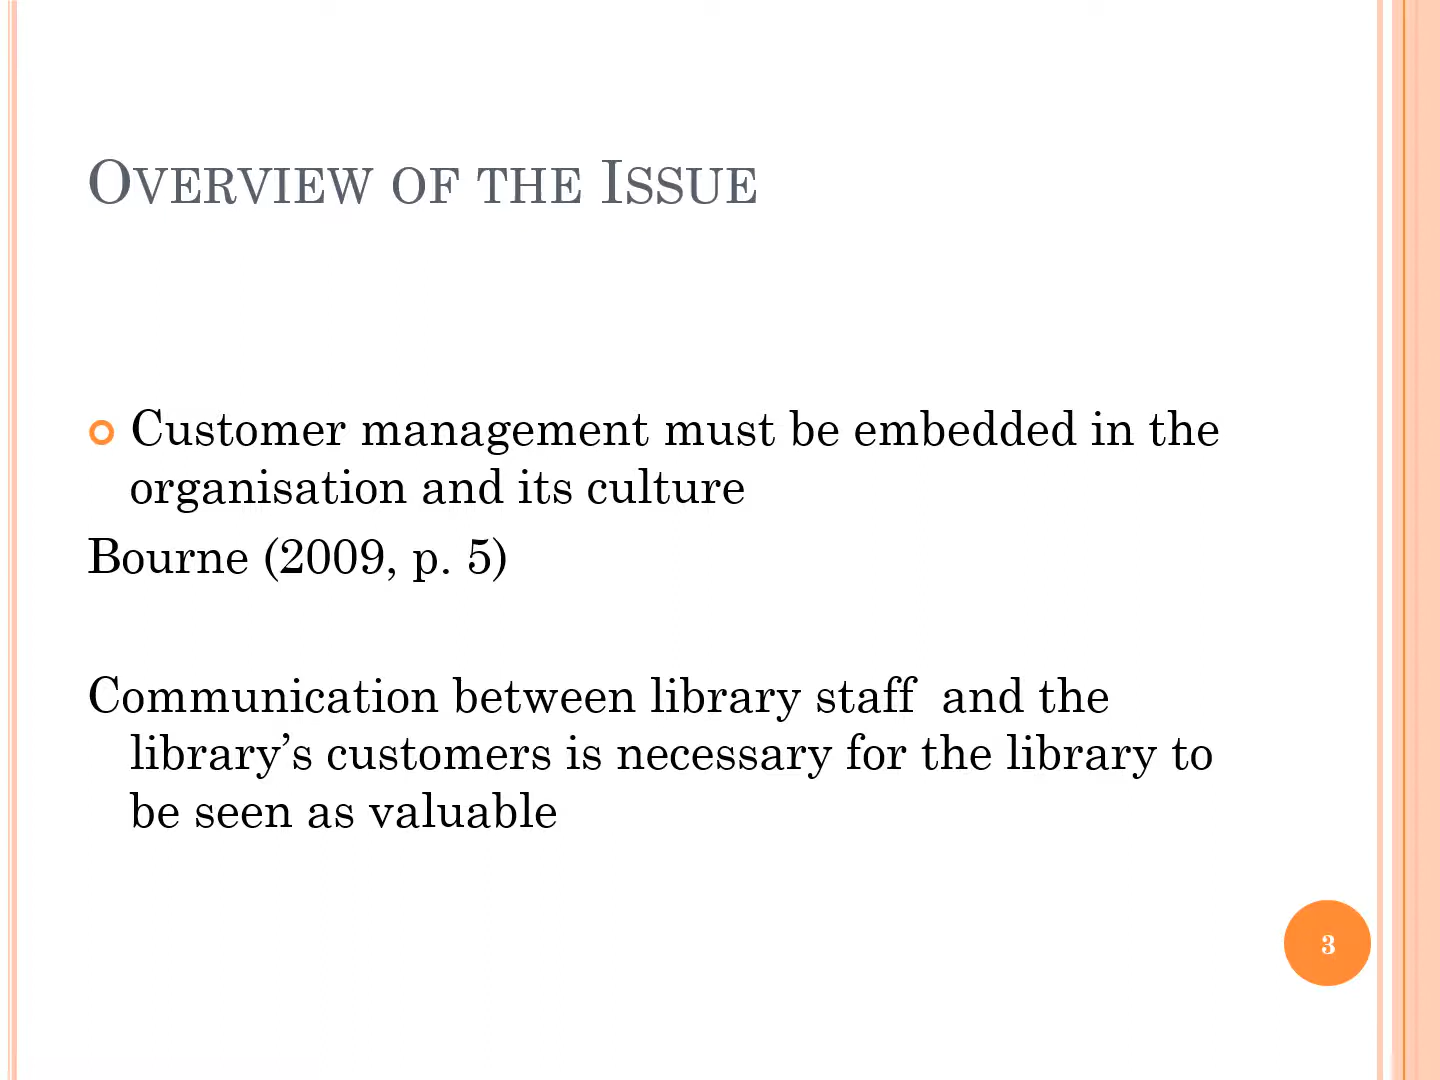 Overview of the Issue
Customer management must be embedded in the
organisation and its culture
Bourne (2009, p. 5)
Communication between library staff  and the
library’s customers is necessary for the library to
be seen as valuable
3